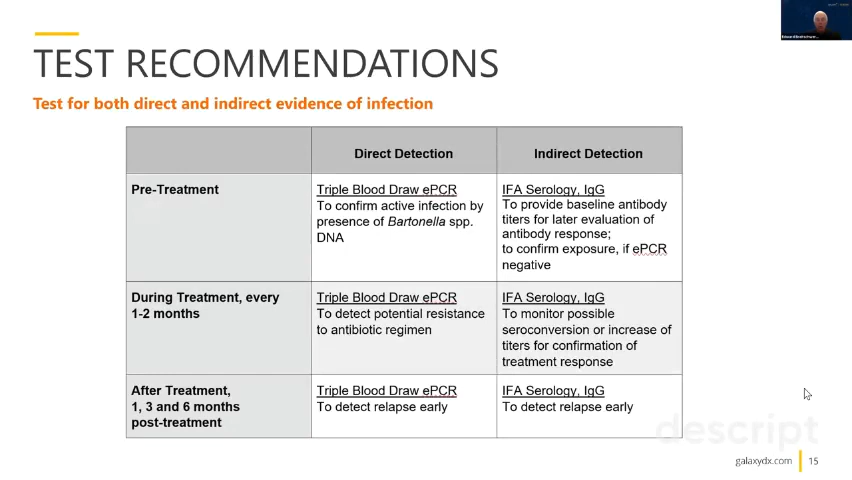 TEST RECOMMENDATIONS
Test for both direct and indirect evidence of infection
Direct Detection
Indirect Detection
Pre-Treatment
Triple Blood Draw ePCR
To confirm active infection by
presence of Bartonella spp.
DNA
IFA Serology, IgG
To provide baseline antibody
titers for later evaluation of
antibody response;
to confirm exposure, if ePCR
negative
During Treatment, every
1-2 months
Triple Blood Draw ePCR
To detect potential resistance
to antibiotic regimen
IFA Serology, IgG
To monitor possible
seroconversion or increase of
titers for confirmation of
treatment response
After Treatment,
1, 3 and 6 months
post-treatment
Triple Blood Draw ePCR
To detect relapse early
IFA Serology, IgG
To detect relapse early
descript
galaxydx.com
15